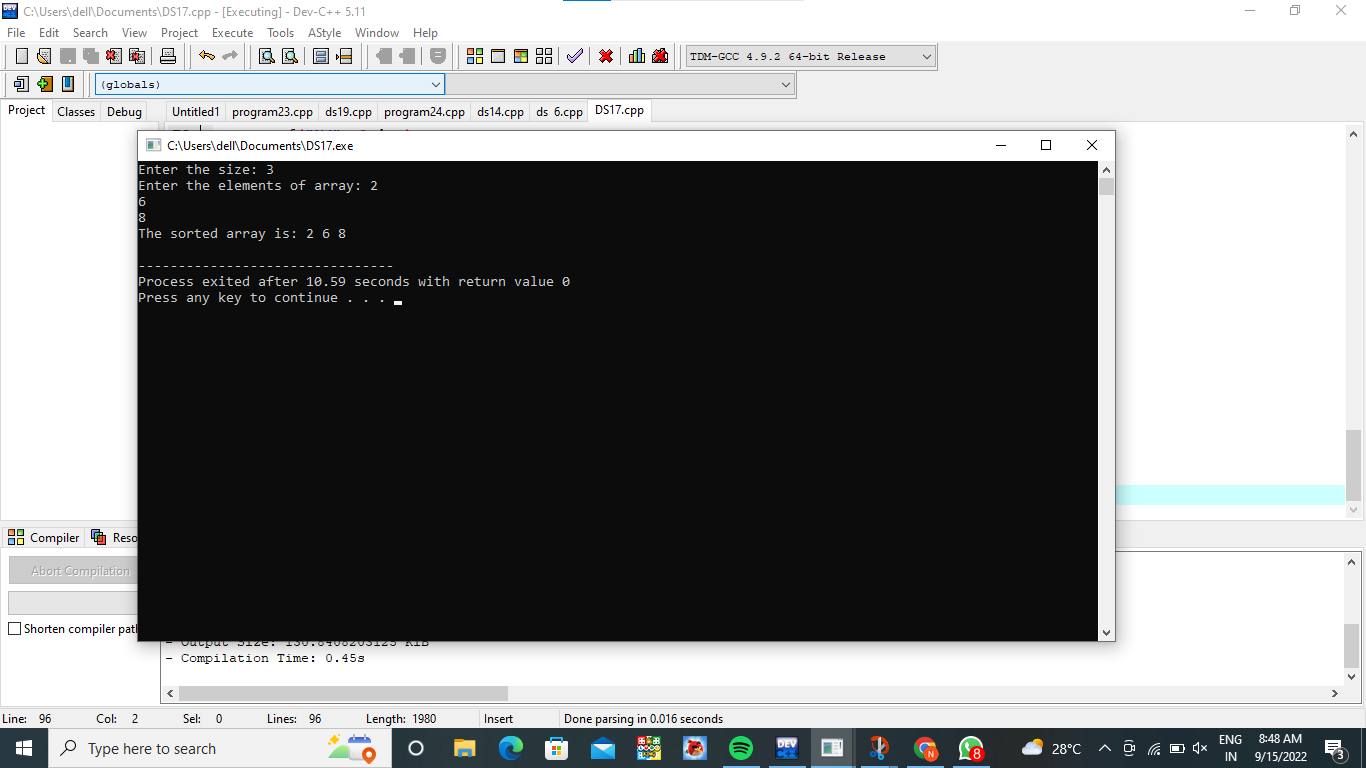 C:\Users\dell\Documents\DS17.cpp - [Executing] - Dev-C++ 5.11
File Edit Search View Project Execute Tools AStyle Window Help
TDM-GCC 4.9.2 64-bit Release
(globals)
Project Classes Debug Untitled1 program23.cpp ds19.cpp program24.cpp ds14.cpp ds 6.cpp DS17.cpp
C:\Users\dell\Documents\DS17.exe
Enter the size: 3
Enter the elements of array: 2
6
8
The sorted array is: 2 6 8
--------------------------------
Process exited after 10.59 seconds with return value 0
Press any key to continue . . .
Compiler Reso
Abort Compilation
Shorten compiler path
- Output Size: 130.8408203125 KiB
- Compilation Time: 0.45s
Line: 96 Col: 2 Sel: 0 Lines: 96 Length: 1980 Insert Done parsing in 0.016 seconds
Type here to search
DEV
8
28°C
ENG
IN
8:48 AM
9/15/2022
3